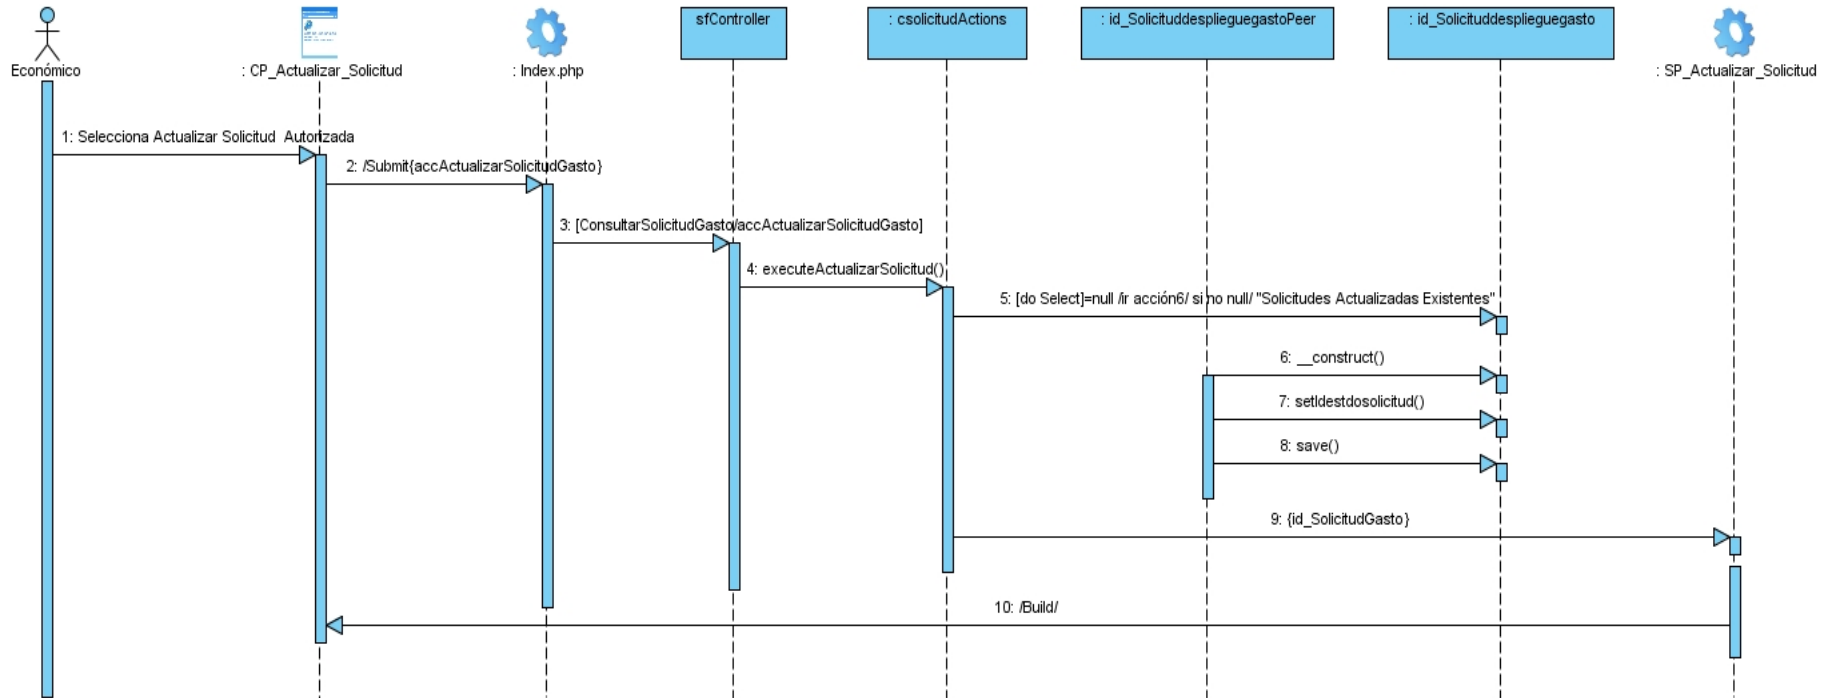 sfController
: csolicitudActions
: id_SolicituddesplieguegastoPeer
: id_Solicituddesplieguegasto
Económico
: CP_Actualizar_Solicitud
: Index.php
: SP_Actualizar_Solicitud
1: Selecciona Actualizar Solicitud Autorizada
2: /Submit{accActualizarSolicitudGasto}
3: [ConsultarSolicitudGasto/accActualizarSolicitudGasto]
4: executeActualizarSolicitud()
5: [do Select]=null /ir acción6/ si no null/ "Solicitudes Actualizadas Existentes"
6: __construct()
7: setIdestdosolicitud()
8: save()
9: {id_SolicitudGasto}
10: /Build/